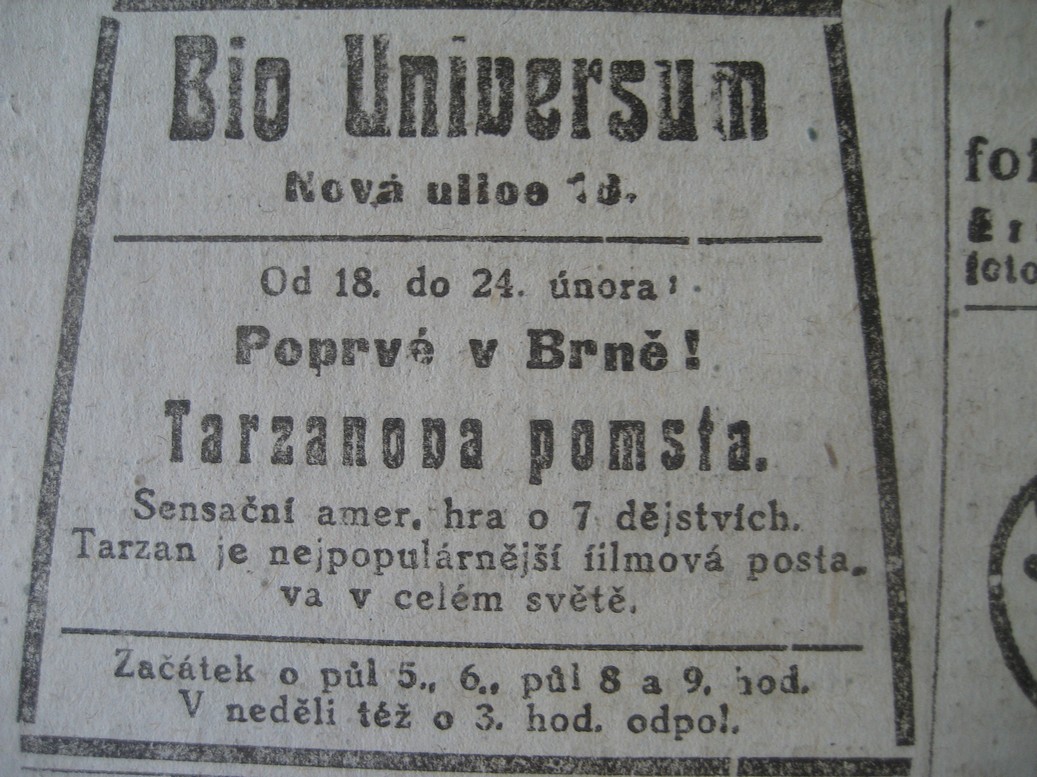 Bio Universum
Nová ulice 18.
Od 18. do 24. února:
Poprvé v Brně!
Tarzanova pomsta.
Sensační amer. hra o 7 dějstvích.
Tarzan je nejpopulárnější filmová posta-
va v celém světě.
Začátek o půl 5., 6., půl 8 a 9. hod.
V neděli též o 3. hod. odpol.
fot
foto